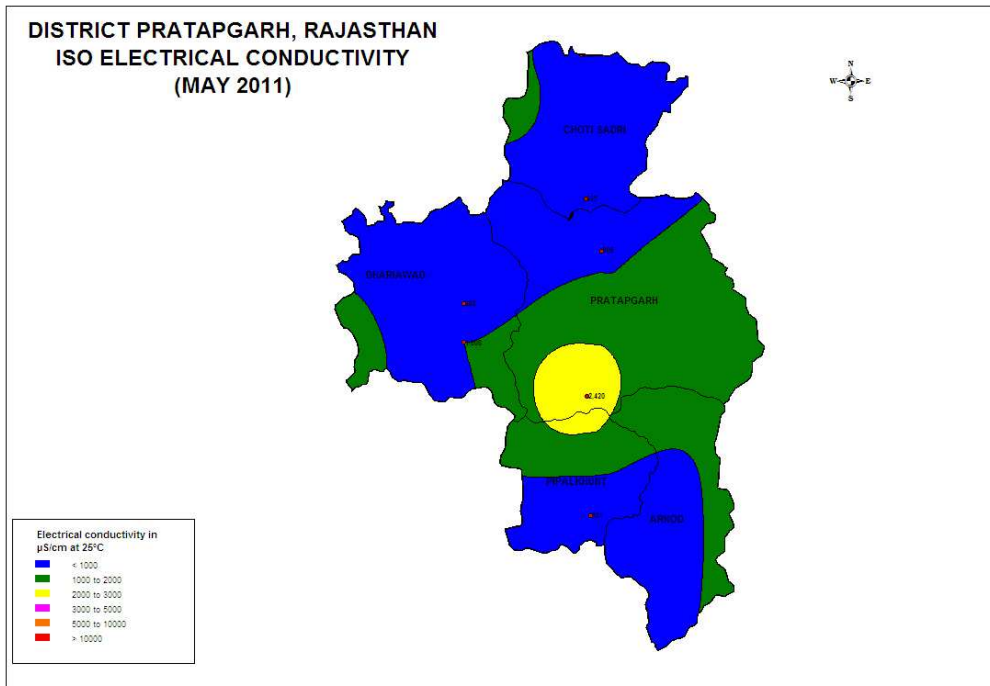 DISTRICT PRATAPGARH, RAJASTHAN
ISO ELECTRICAL CONDUCTIVITY
(MAY 2011)
N
W E
S
CHOTI SADRI
DHARIAWAD
PRATAPGARH
2,420
PIPALKHUNT
ARNOD
Electrical conductivity in
µS/cm at 25°C
< 1000
1000 to 2000
2000 to 3000
3000 to 5000
5000 to 10000
> 10000